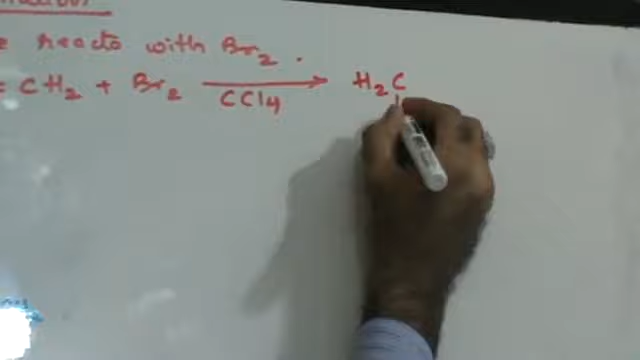 reacts with Br2.
= CH2 + Br2 CCl4 H2C